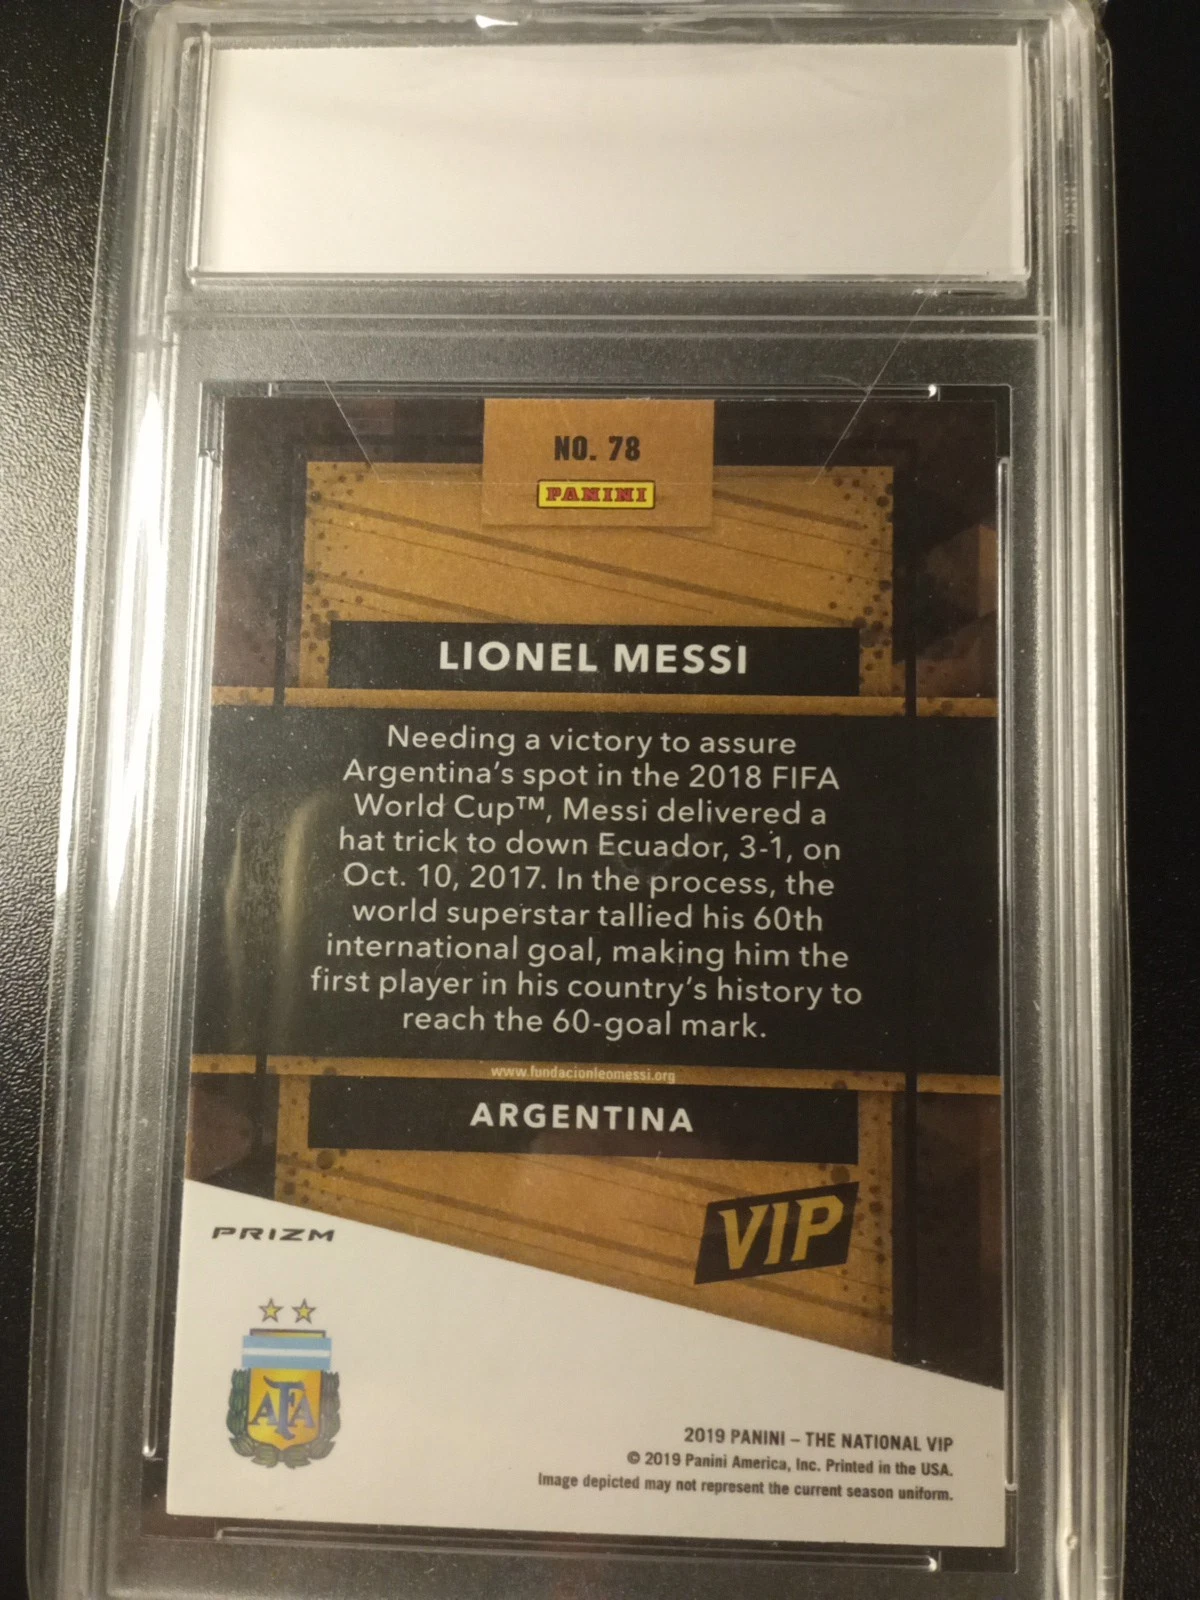 NO. 78
PANINI
LIONEL MESSI
Needing a victory to assure
Argentina's spot in the 2018 FIFA
World Cup™, Messi delivered a
hat trick to down Ecuador, 3-1, on
Oct. 10, 2017. In the process, the
world superstar tallied his 60th
international goal, making him the
first player in his country's history to
reach the 60-goal mark.
www.fundacionleomessi.org
ARGENTINA
VIP
PRIZM
AFA
2019 PANINI – THE NATIONAL VIP
© 2019 Panini America, Inc. Printed in the USA.
Image depicted may not represent the current season uniform.